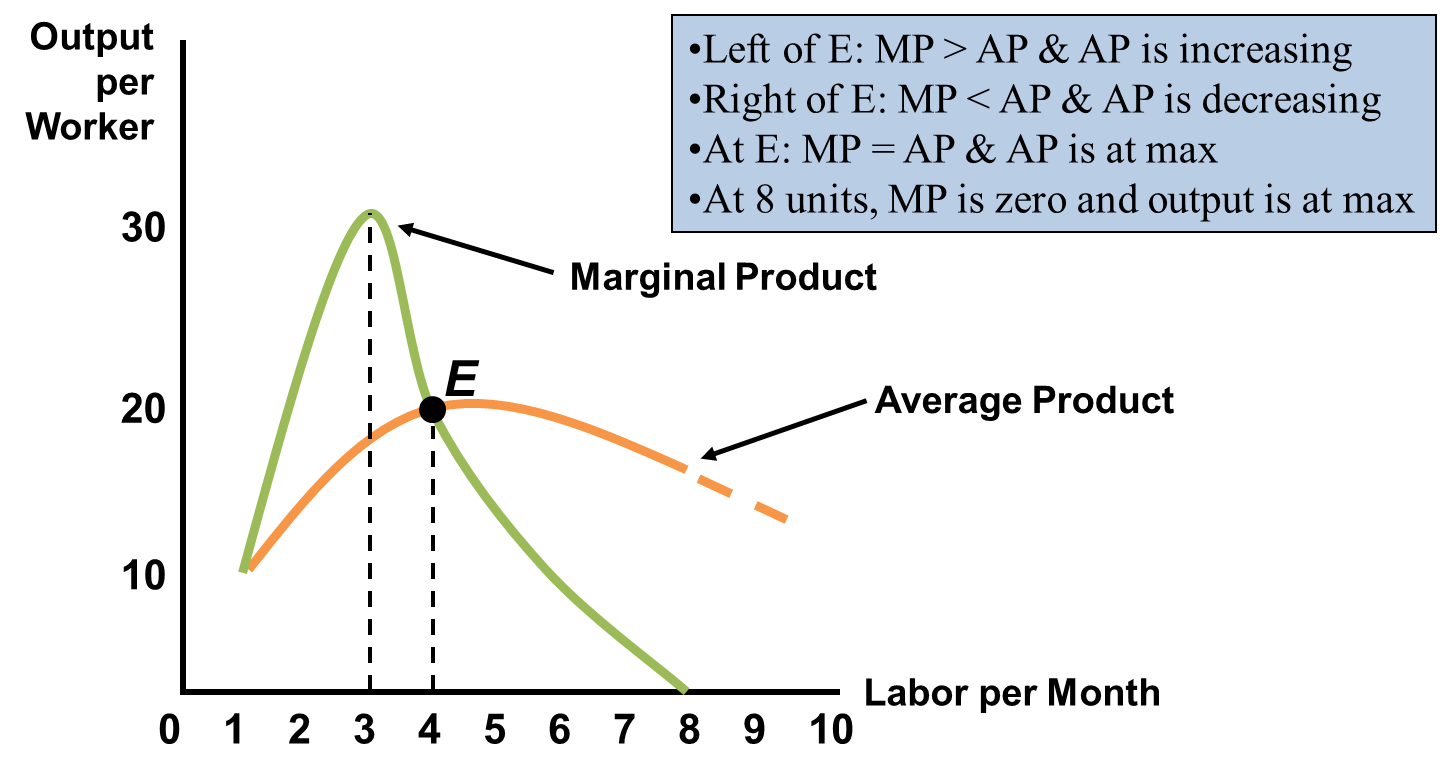 Output
per
Worker
•Left of E: MP > AP & AP is increasing
•Right of E: MP < AP & AP is decreasing
•At E: MP = AP & AP is at max
•At 8 units, MP is zero and output is at max
30
Marginal Product
E
20
Average Product
10
Labor per Month
0 1 2 3 4 5 6 7 8 9 10